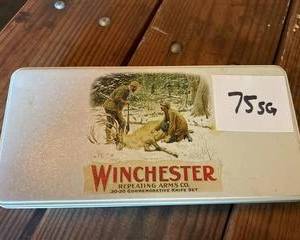 75sg
WINCHESTER
REPEATING ARMS CO.
30-30 COMMEMORATIVE KNIFE SET